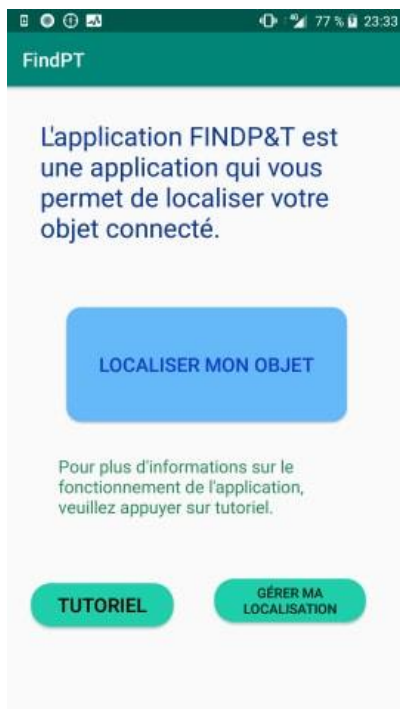 77 % 23:33
FindPT
L'application FINDP&T est
une application qui vous
permet de localiser votre
objet connecté.
LOCALISER MON OBJET
Pour plus d'informations sur le
fonctionnement de l'application,
veuillez appuyer sur tutoriel.
TUTORIEL
GÉRER MA
LOCALISATION